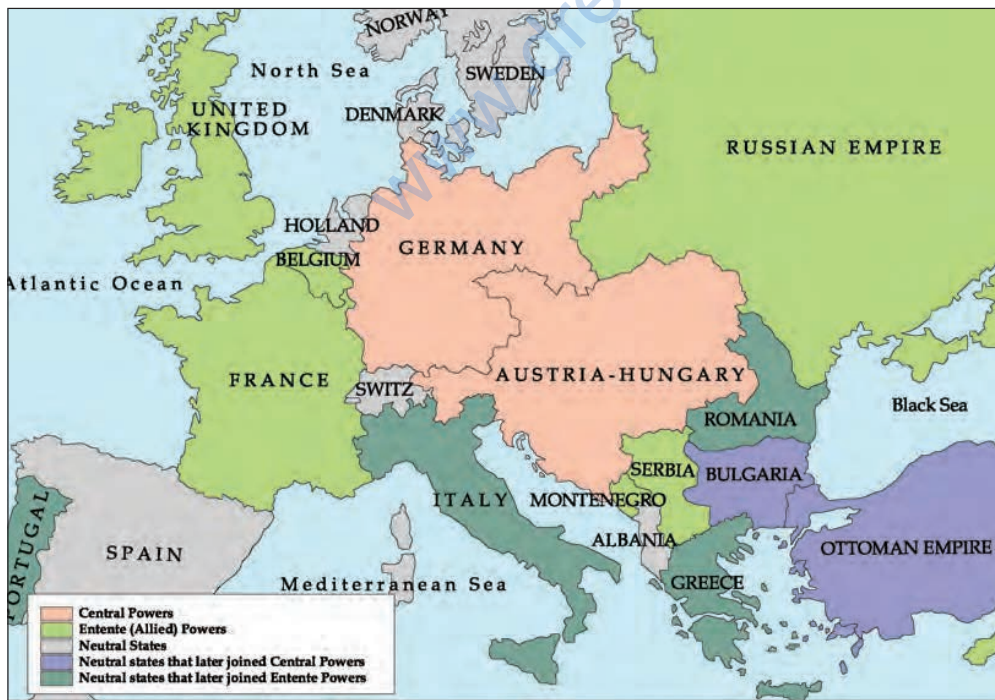 NORWAY
North Sea
SWEDEN
UNITED
KINGDOM
DENMARK
RUSSIAN EMPIRE
HOLLAND
GERMANY
BELGIUM
Atlantic Ocean
FRANCE
SWITZ
AUSTRIA-HUNGARY
Black Sea
ROMANIA
SERBIA
BULGARIA
ITALY
MONTENEGRO
PORTUGAL
SPAIN
ALBANIA
OTTOMAN EMPIRE
Mediterranean Sea
GREECE
Central Powers
Entente (Allied) Powers
Neutral States
Neutral states that later joined Central Powers
Neutral states that later joined Entente Powers